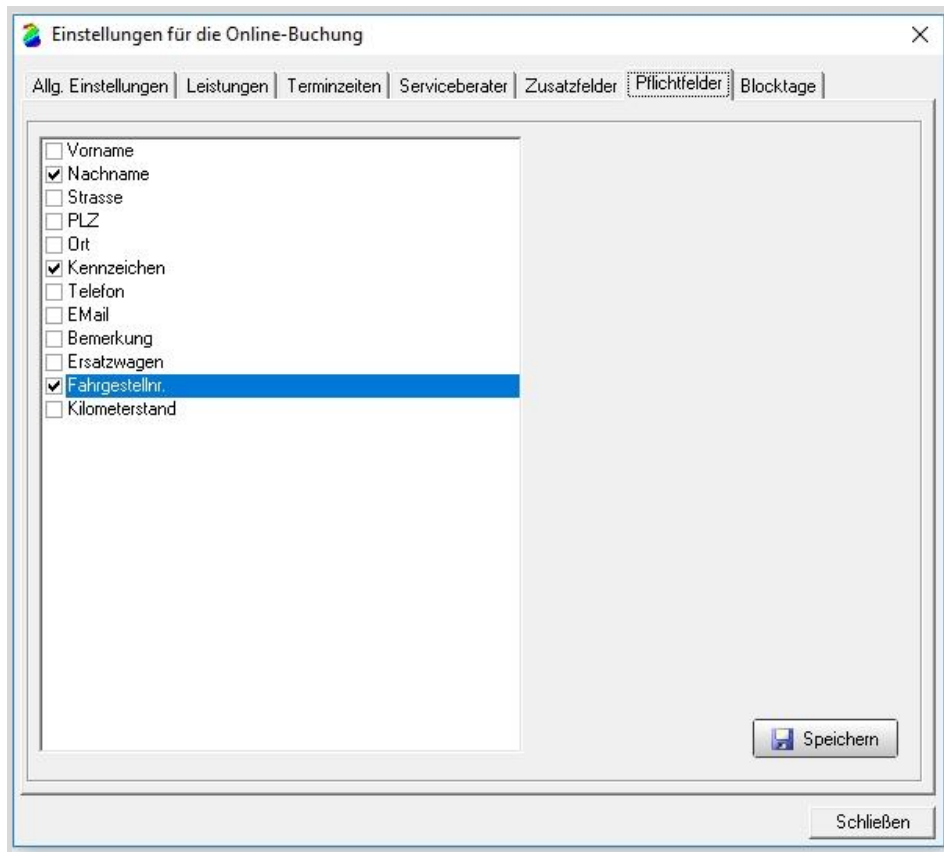 Einstellungen für die Online-Buchung
Allg. Einstellungen Leistungen Terminzeiten Serviceberater Zusatzfelder Pflichtfelder Blocktage
Vorname
Nachname
Strasse
PLZ
Ort
Kennzeichen
Telefon
EMail
Bemerkung
Ersatzwagen
Fahrgestellnr.
Kilometerstand
Speichern
Schließen